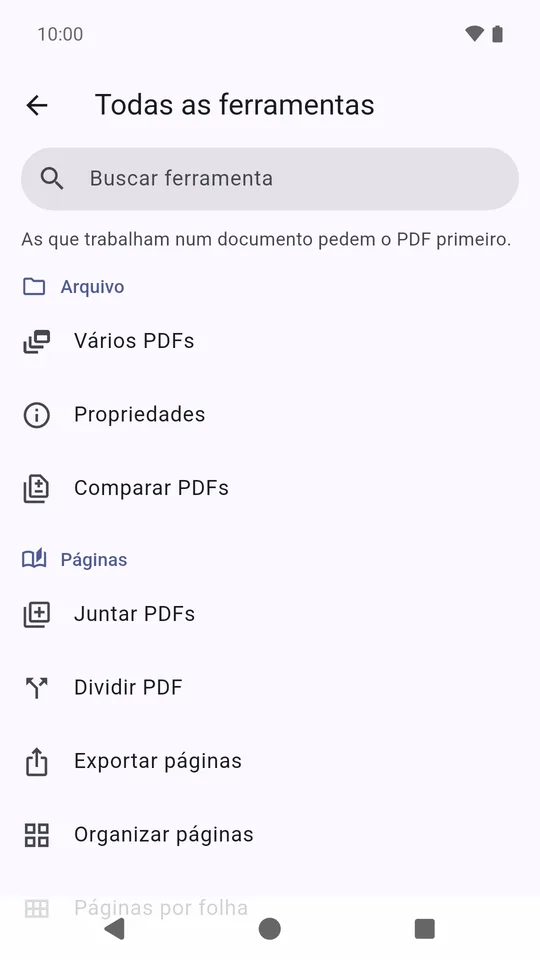 10:00
Todas as ferramentas
Buscar ferramenta
As que trabalham num documento pedem o PDF primeiro.
Arquivo
Vários PDFs
Propriedades
Comparar PDFs
Páginas
Juntar PDFs
Dividir PDF
Exportar páginas
Organizar páginas
Páginas por folha